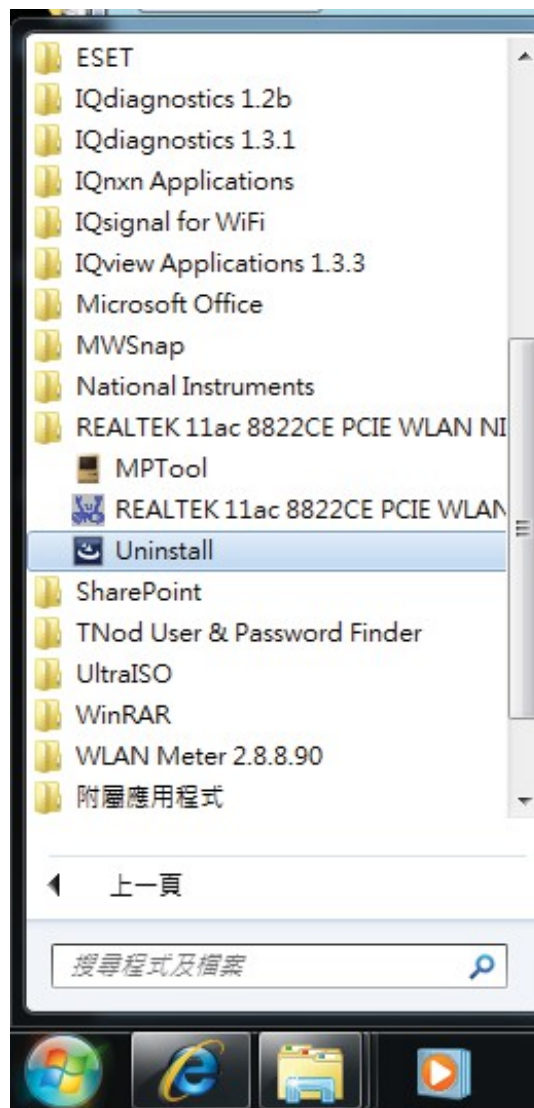 ESET
IQdiagnostics 1.2b
IQdiagnostics 1.3.1
IQnxn Applications
IQsignal for WiFi
IQview Applications 1.3.3
Microsoft Office
MWSnap
National Instruments
REALTEK 11ac 8822CE PCIE WLAN NI
MPTool
REALTEK 11ac 8822CE PCIE WLAN
Uninstall
SharePoint
TNod User & Password Finder
UltraISO
WinRAR
WLAN Meter 2.8.8.90
附屬應用程式
上一頁
搜尋程式及檔案